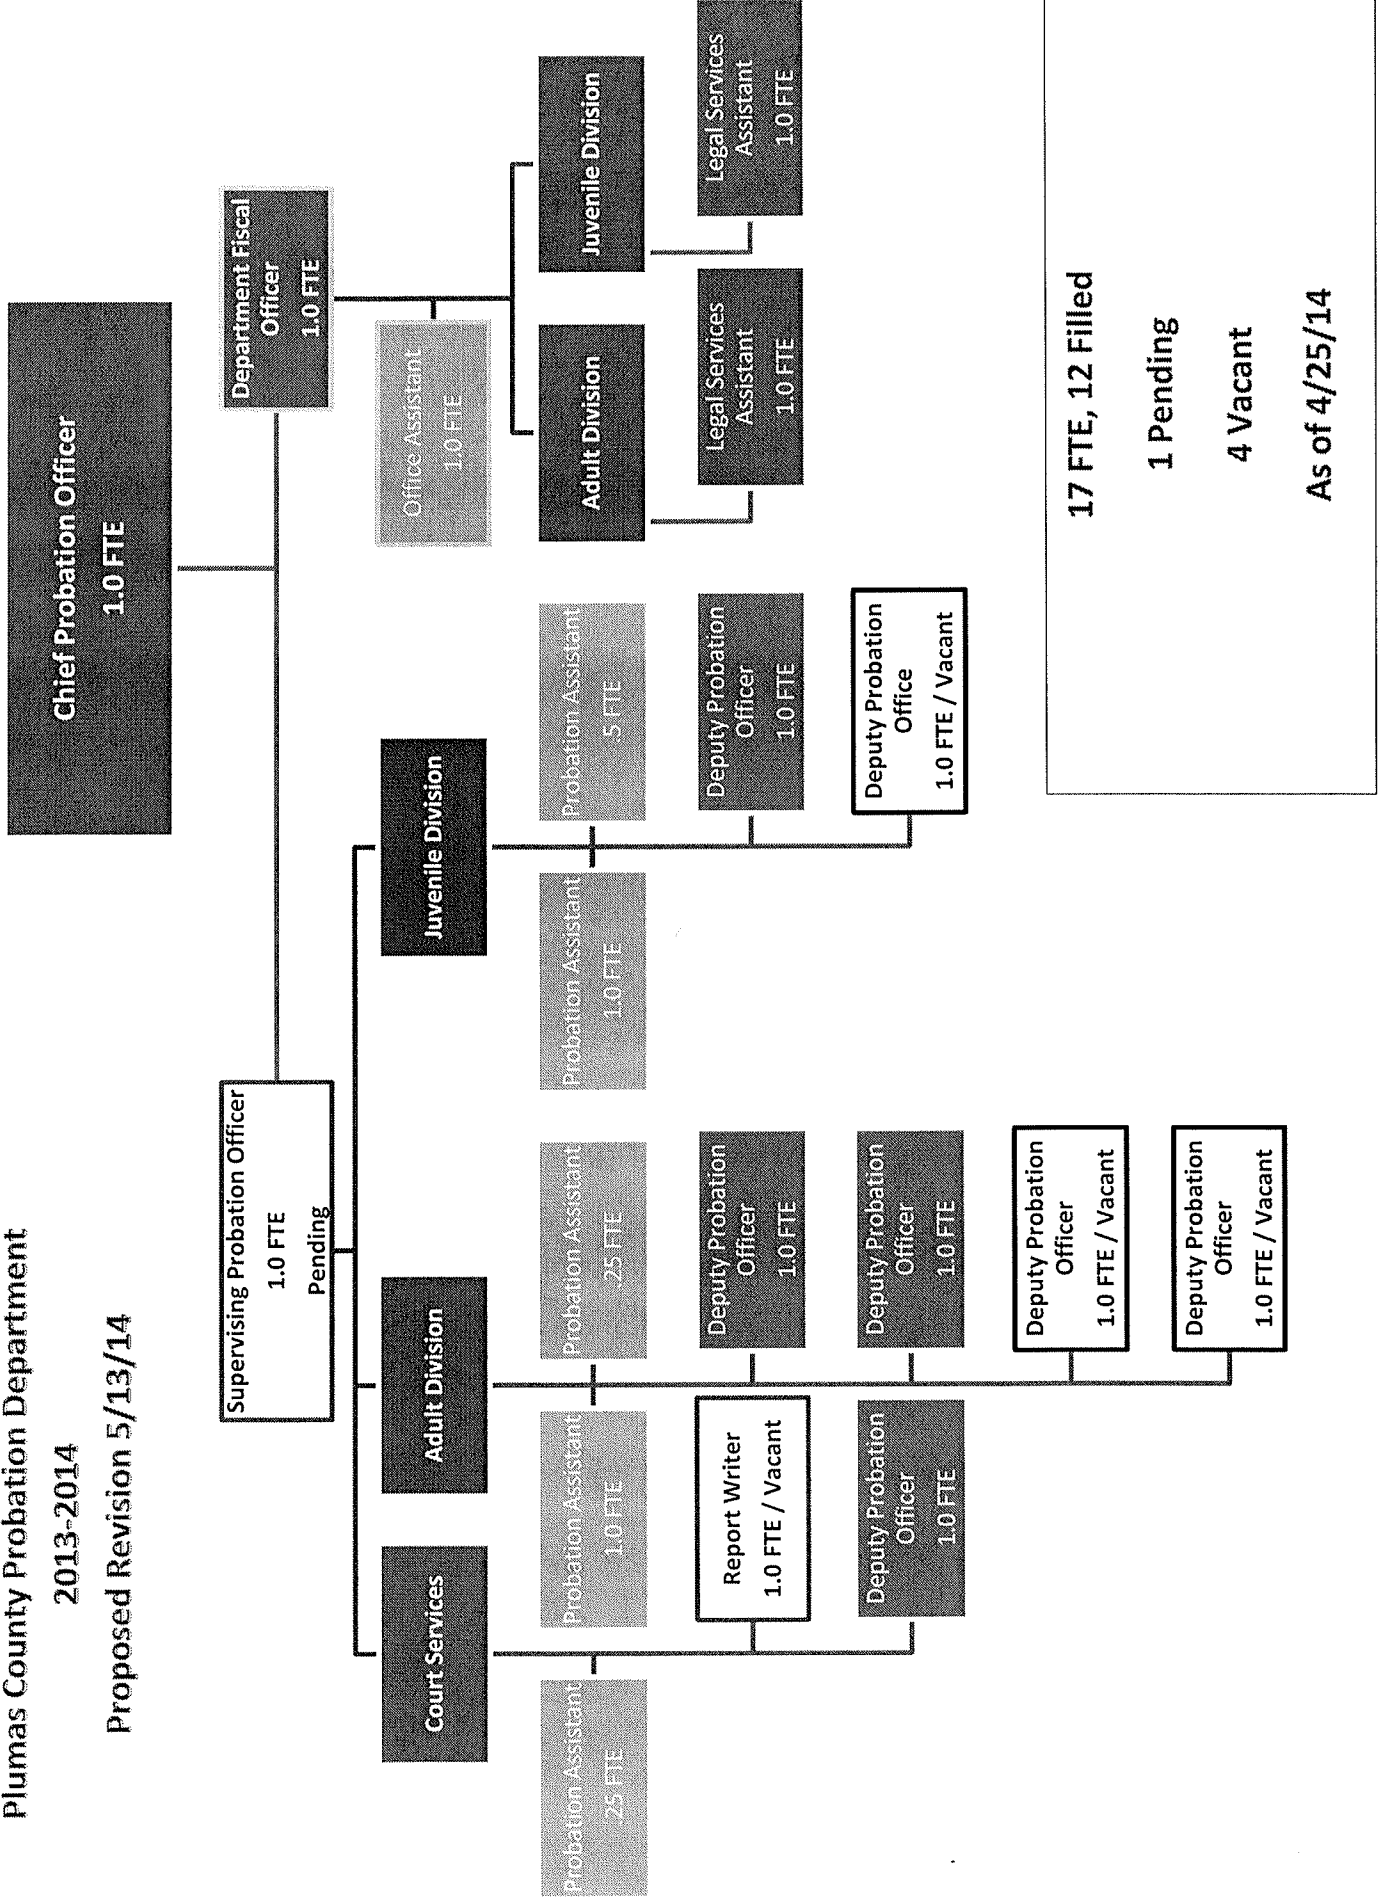 Plumas County Probation Department
2013-2014
Proposed Revision 5/13/14
Chief Probation Officer
1.0 FTE
Supervising Probation Officer
1.0 FTE
Pending
Department Fiscal
Officer
1.0 FTE
Office Assistant
1.0 FTE
Court Services
Adult Division
Juvenile Division
Adult Division
Juvenile Division
Probation Assistant
.25 FTE
Probation Assistant
1.0 FTE
Probation Assistant
.25 FTE
Probation Assistant
1.0 FTE
Probation Assistant
.5 FTE
Report Writer
1.0 FTE / Vacant
Deputy Probation
Officer
1.0 FTE
Deputy Probation
Officer
1.0 FTE
Deputy Probation
Officer
1.0 FTE
Deputy Probation
Officer
1.0 FTE / Vacant
Deputy Probation
Officer
1.0 FTE / Vacant
Deputy Probation
Officer
1.0 FTE
Deputy Probation
Office
1.0 FTE / Vacant
Legal Services
Assistant
1.0 FTE
Legal Services
Assistant
1.0 FTE
17 FTE, 12 Filled
1 Pending
4 Vacant
As of 4/25/14